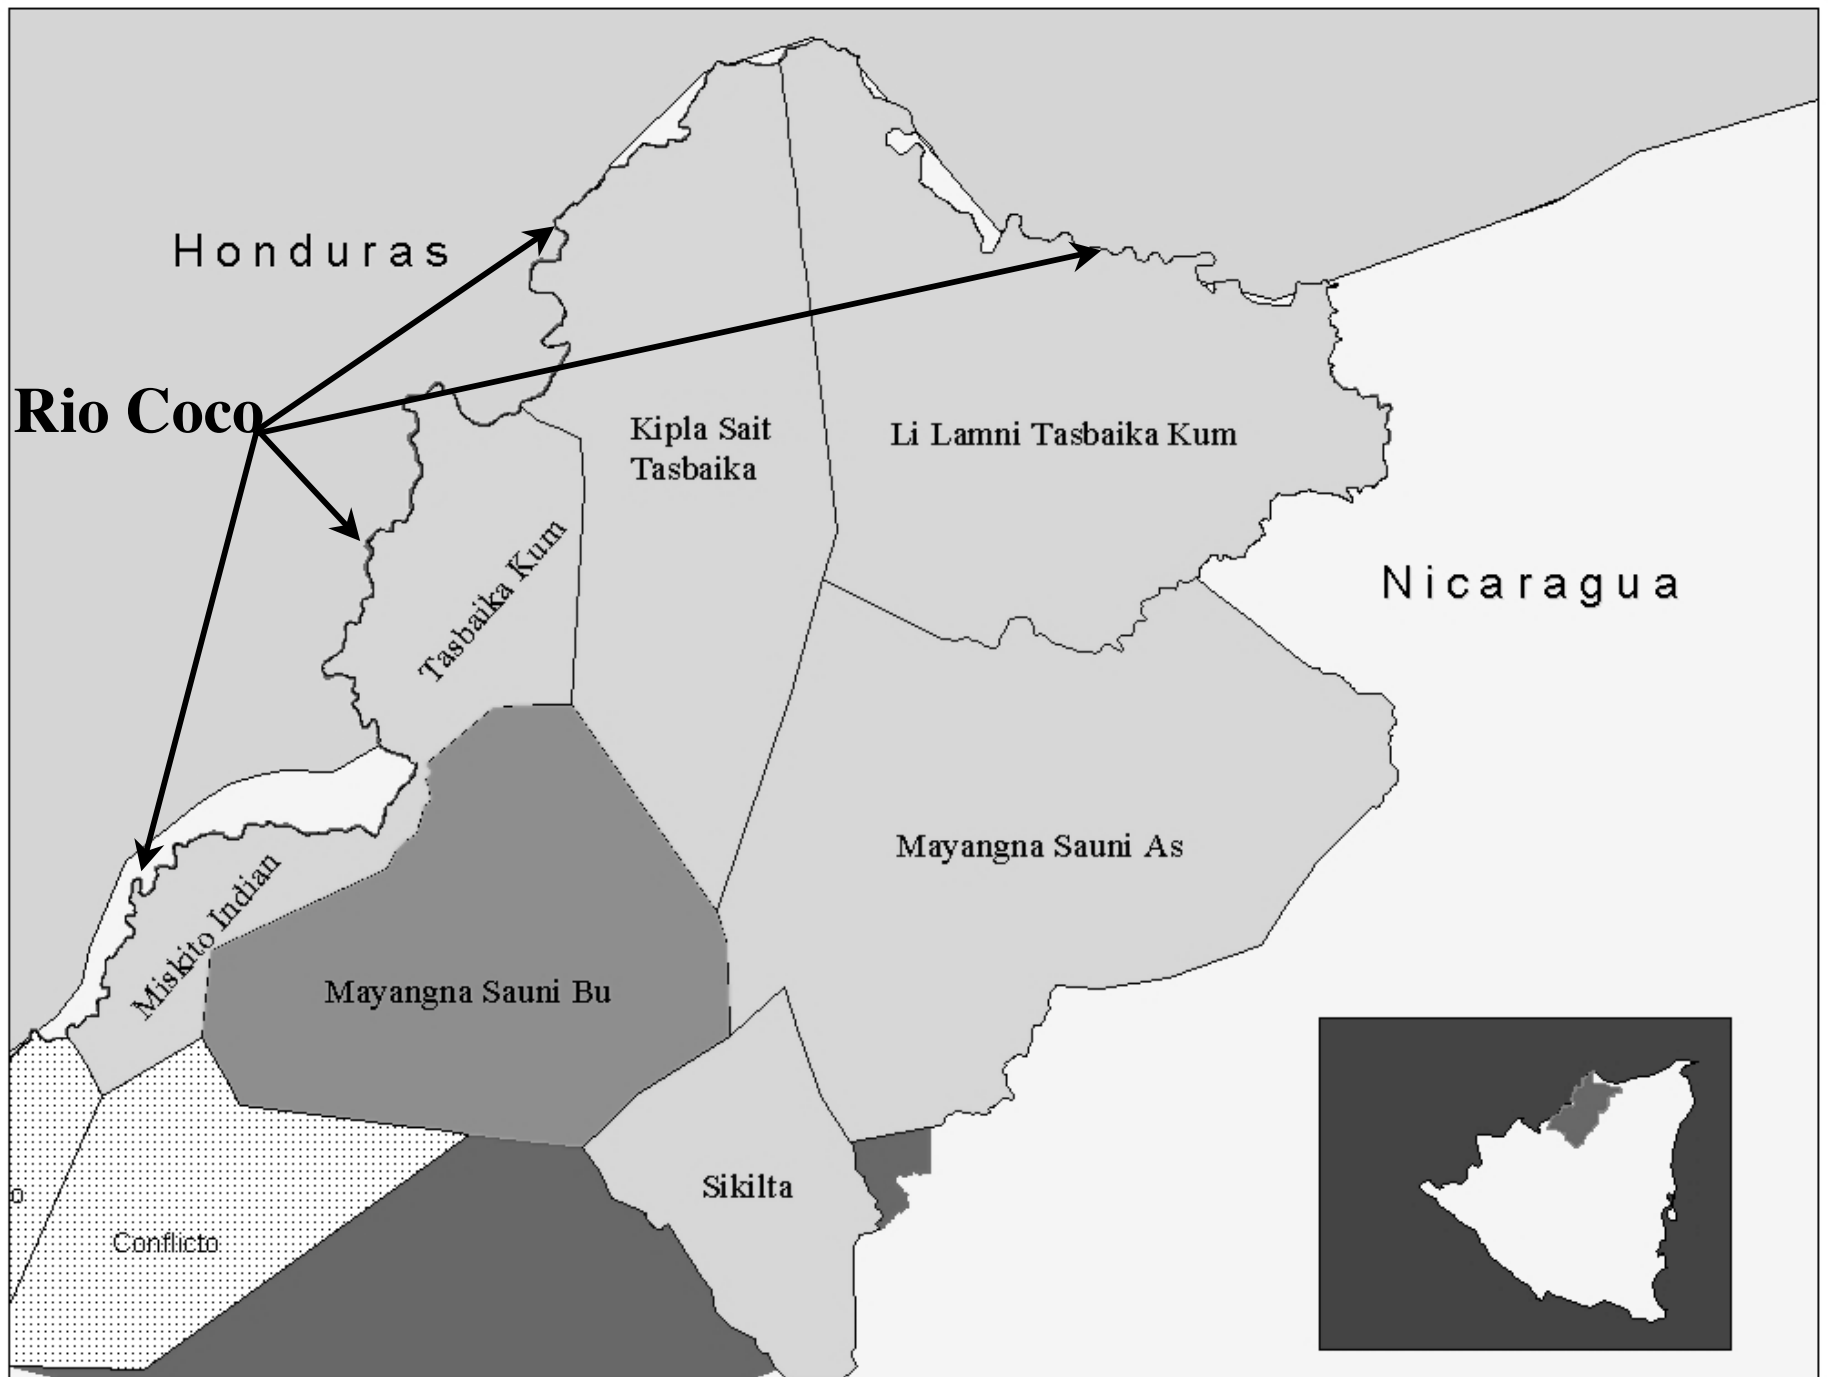 Honduras
Rio Coco
Kipla Sait
Tasbaika
Li Lamni Tasbaika Kum
Tasbaika Kum
Nicaragua
Mayangna Sauni As
Miskito Indian
Mayangna Sauni Bu
Sikilta
o
Conflicto